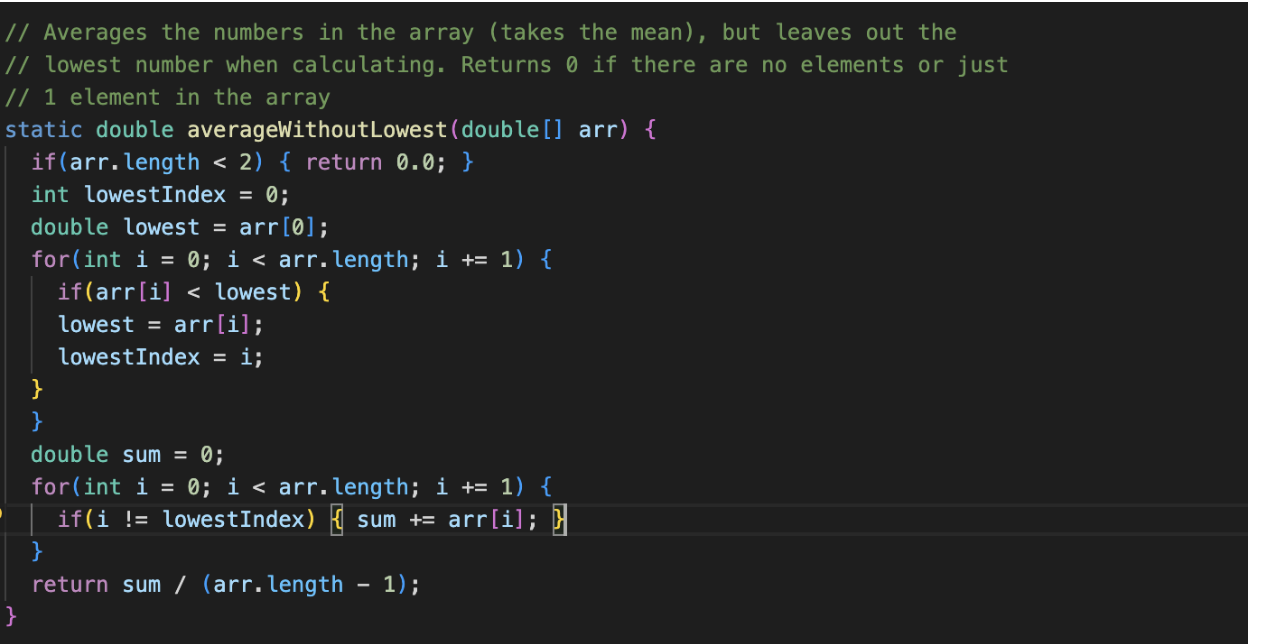 // Averages the numbers in the array (takes the mean), but leaves out the
// lowest number when calculating. Returns 0 if there are no elements or just
// 1 element in the array
static double averageWithoutLowest(double[] arr) {
  if(arr.length < 2) { return 0.0; }
  int lowestIndex = 0;
  double lowest = arr[0];
  for(int i = 0; i < arr.length; i += 1) {
    if(arr[i] < lowest) {
    lowest = arr[i];
    lowestIndex = i;
  }
  }
  double sum = 0;
  for(int i = 0; i < arr.length; i += 1) {
    if(i != lowestIndex) { sum += arr[i]; }
  }
  return sum / (arr.length - 1);
}